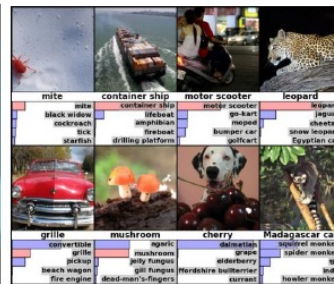 mite
container ship
motor scooter
leopard
mite
black widow
cockroach
tick
starfish
container ship
lifeboat
amphibian
fireboat
drilling platform
motor scooter
go-kart
moped
bumper car
golfcart
leopard
jaguar
cheetah
snow leopard
Egyptian cat
grille
mushroom
cherry
Madagascar cat
convertible
grille
pickup
beach wagon
fire engine
agaric
mushroom
jelly fungus
gill fungus
dead-man's-fingers
dalmatian
grape
elderberry
ffordshire bullterrier
currant
squirrel monkey
spider monkey
indri
howler monkey